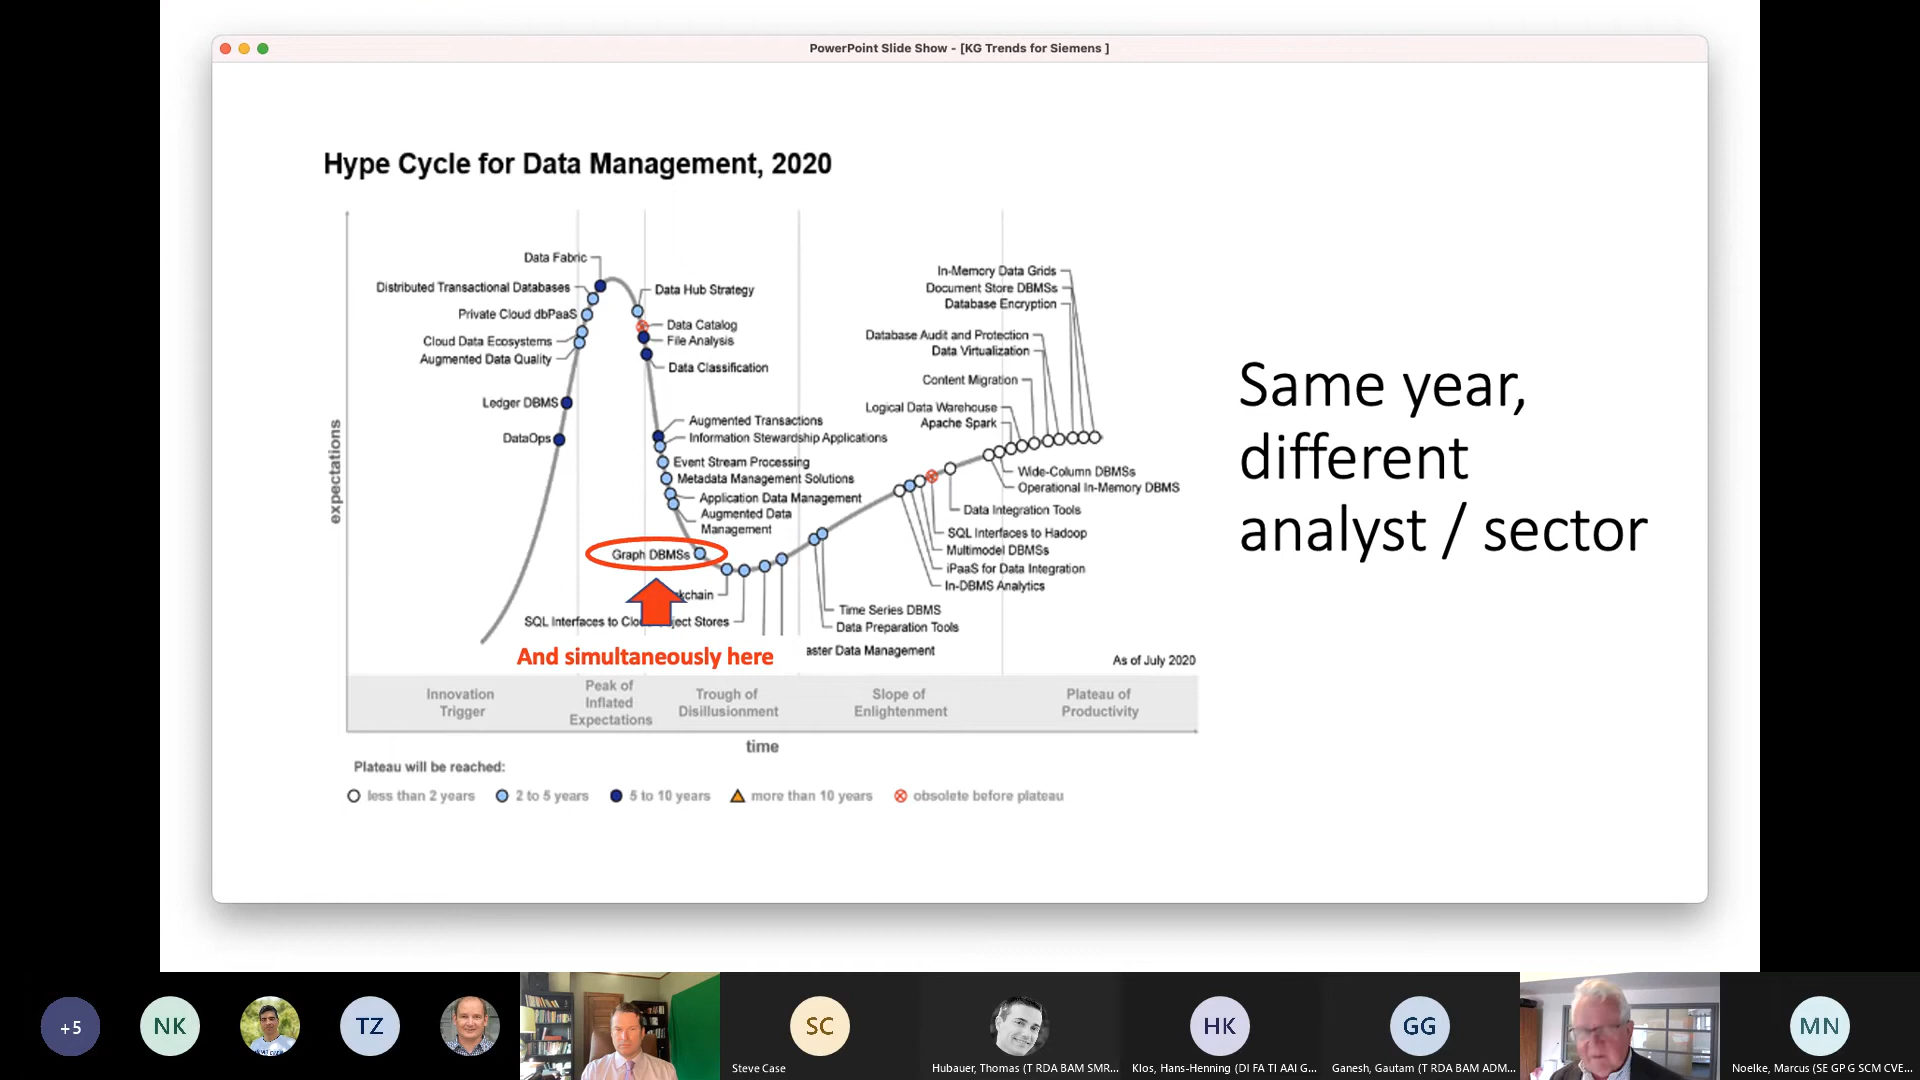 PowerPoint Slide Show - [KG Trends for Siemens ]
Hype Cycle for Data Management, 2020
expectations
Data Fabric
Distributed Transactional Databases
Private Cloud dbPaaS
Cloud Data Ecosystems
Augmented Data Quality
Ledger DBMS
DataOps
Data Hub Strategy
Data Catalog
File Analysis
Data Classification
Augmented Transactions
Information Stewardship Applications
Event Stream Processing
Metadata Management Solutions
Application Data Management
Augmented Data
Management
Graph DBMSs
kchain
SQL Interfaces to Clou ject Stores
And simultaneously here
In-Memory Data Grids
Document Store DBMSs
Database Encryption
Database Audit and Protection
Data Virtualization
Content Migration
Logical Data Warehouse
Apache Spark
Wide-Column DBMSs
Operational In-Memory DBMS
Data Integration Tools
SQL Interfaces to Hadoop
Multimodel DBMSs
iPaaS for Data Integration
In-DBMS Analytics
Time Series DBMS
Data Preparation Tools
aster Data Management
As of July 2020
Innovation
Trigger
Peak of
Inflated
Expectations
Trough of
Disillusionment
Slope of
Enlightenment
Plateau of
Productivity
time
Plateau will be reached:
less than 2 years
2 to 5 years
5 to 10 years
more than 10 years
obsolete before plateau
Same year,
different
analyst / sector
+5
NK
TZ
SC
Steve Case
Hubauer, Thomas (T RDA BAM SMR...
HK
Klos, Hans-Henning (DI FA TI AAI G...
GG
Ganesh, Gautam (T RDA BAM ADM...
MN
Noelke, Marcus (SE GP G SCM CVE...